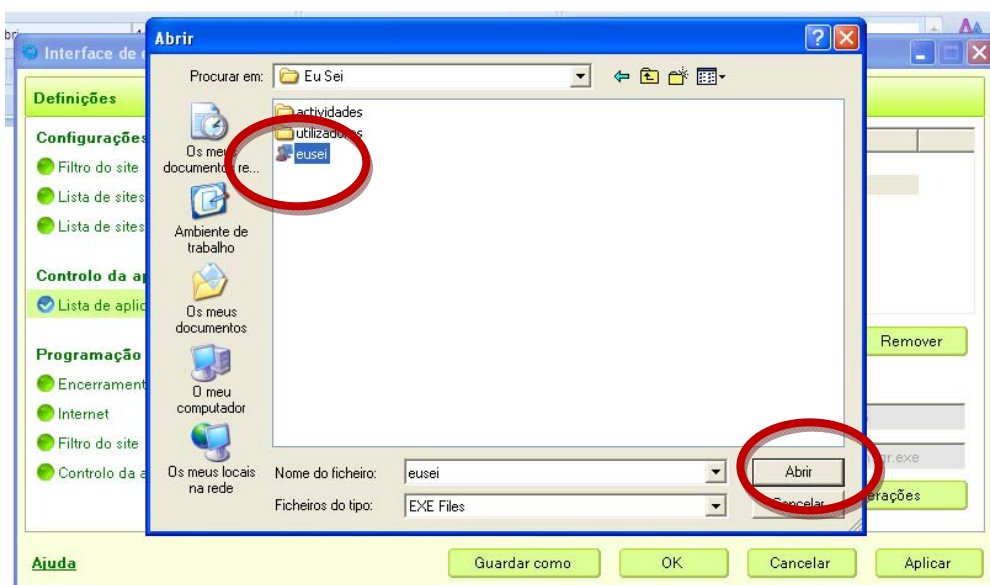 Interface de
Abrir
Definições
Configurações
Filtro do site
Lista de sites
Lista de sites
Controlo da
Lista de
Programação
Internet
Filtro do site
Controlo da
Procurar em: Eu Sei
Os meus
documentos re...
Ambiente de
trabalho
Os meus
documentos
O meu
computador
Os meus locais
na rede
actividades
utilizadores
eusei
Nome do ficheiro: eusei
Abrir
Ficheiros do tipo: EXE Files
Cancelar
Remover
Ajuda
Guardar como
OK
Cancelar
Aplicar